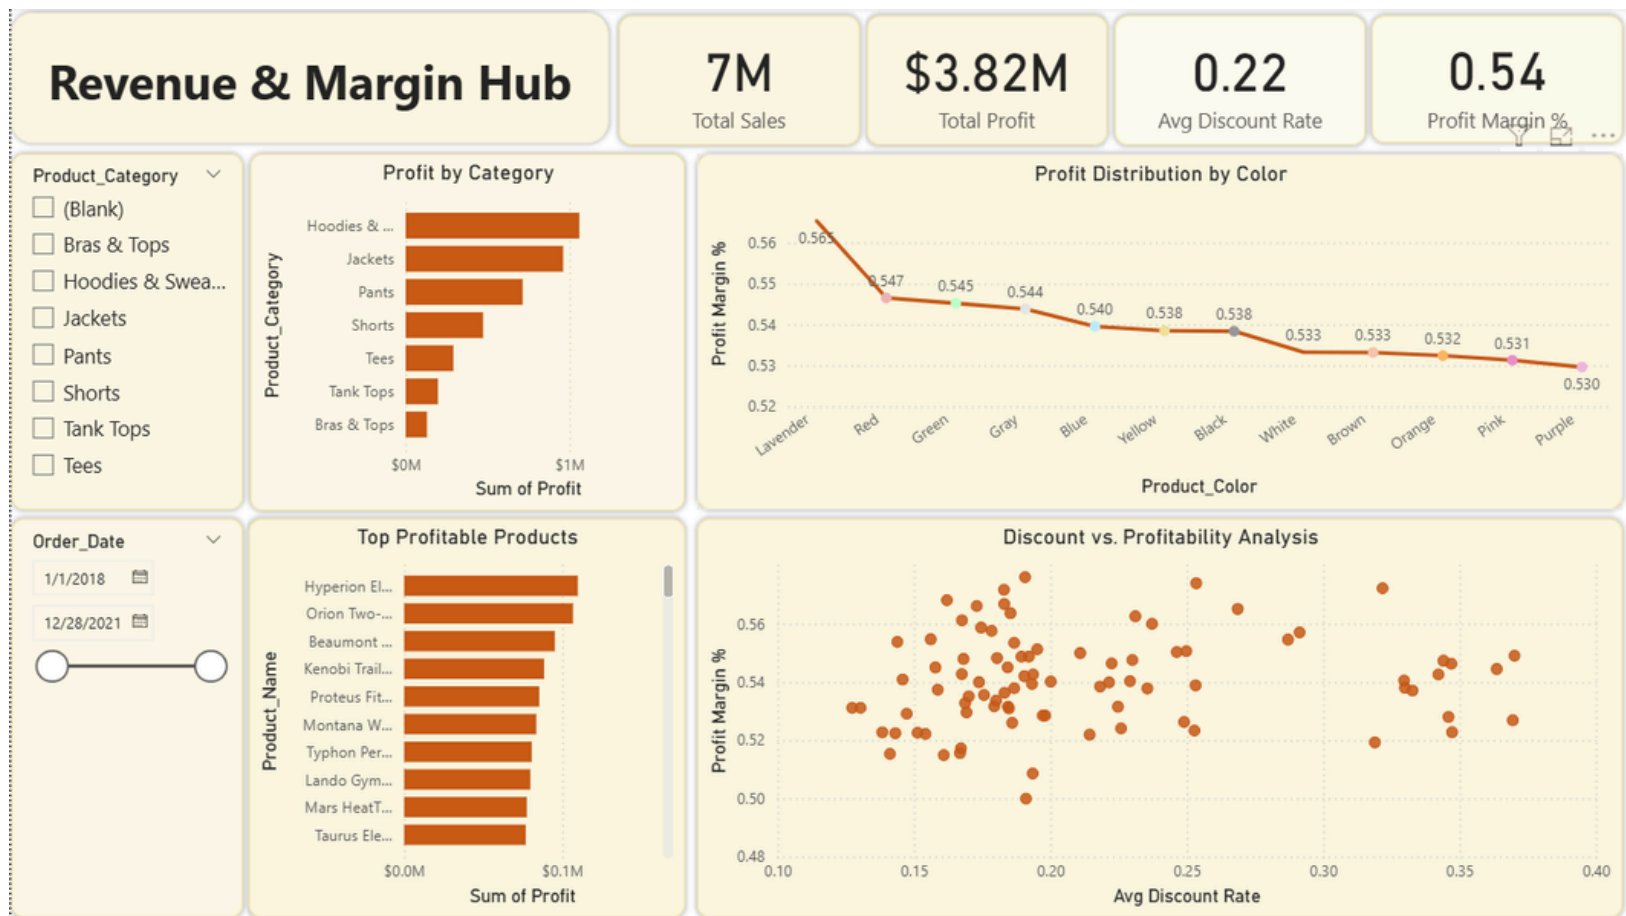 Revenue & Margin Hub
7M
Total Sales
$3.82M
Total Profit
0.22
Avg Discount Rate
0.54
Profit Margin %
Product_Category
(Blank)
Bras & Tops
Hoodies & Swea...
Jackets
Pants
Shorts
Tank Tops
Tees
Profit by Category
Product_Category
Hoodies & ...
Jackets
Pants
Shorts
Tees
Tank Tops
Bras & Tops
$0M $1M
Sum of Profit
Profit Distribution by Color
Profit Margin %
0.56
0.55
0.54
0.53
0.52
0.565
0.547
0.545
0.544
0.540
0.538
0.538
0.533
0.533
0.532
0.531
0.530
Lavender Red Green Gray Blue Yellow Black White Brown Orange Pink Purple
Product_Color
Order_Date
1/1/2018
12/28/2021
Top Profitable Products
Product_Name
Hyperion El...
Orion Two-...
Beaumont ...
Kenobi Trail...
Proteus Fit...
Montana W...
Typhon Per...
Lando Gym...
Mars HeatT...
Taurus Ele...
$0.0M $0.1M
Sum of Profit
Discount vs. Profitability Analysis
Profit Margin %
0.56
0.54
0.52
0.50
0.48
0.10 0.15 0.20 0.25 0.30 0.35 0.40
Avg Discount Rate